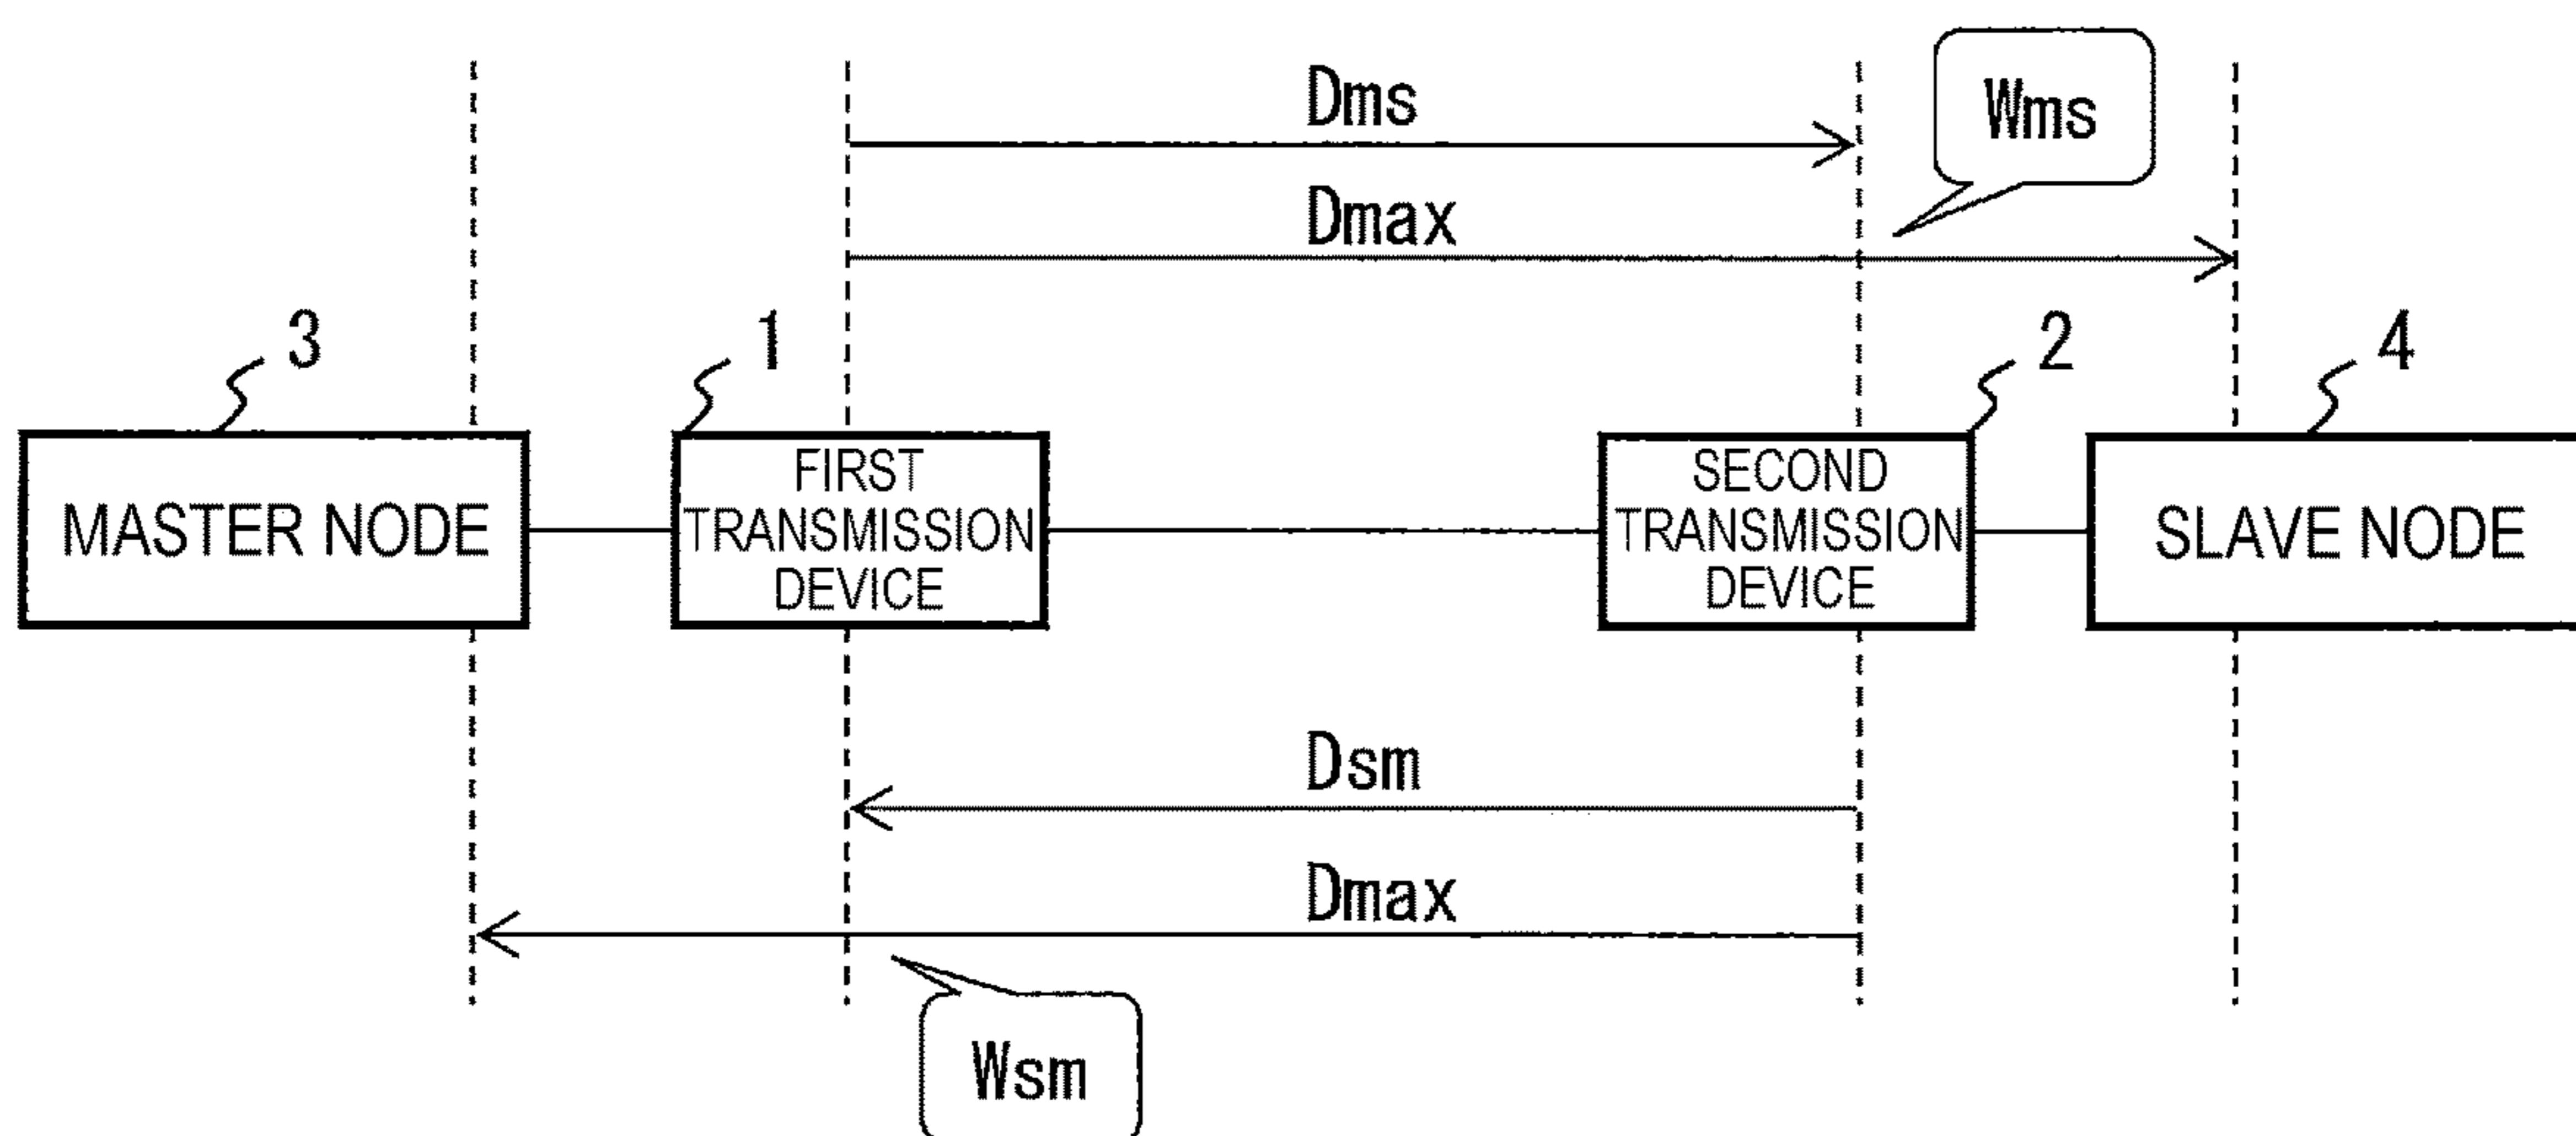 Dms
Wms
Dmax
3
1
2
4
MASTER NODE
FIRST
TRANSMISSION
DEVICE
SECOND
TRANSMISSION
DEVICE
SLAVE NODE
Dsm
Dmax
Wsm